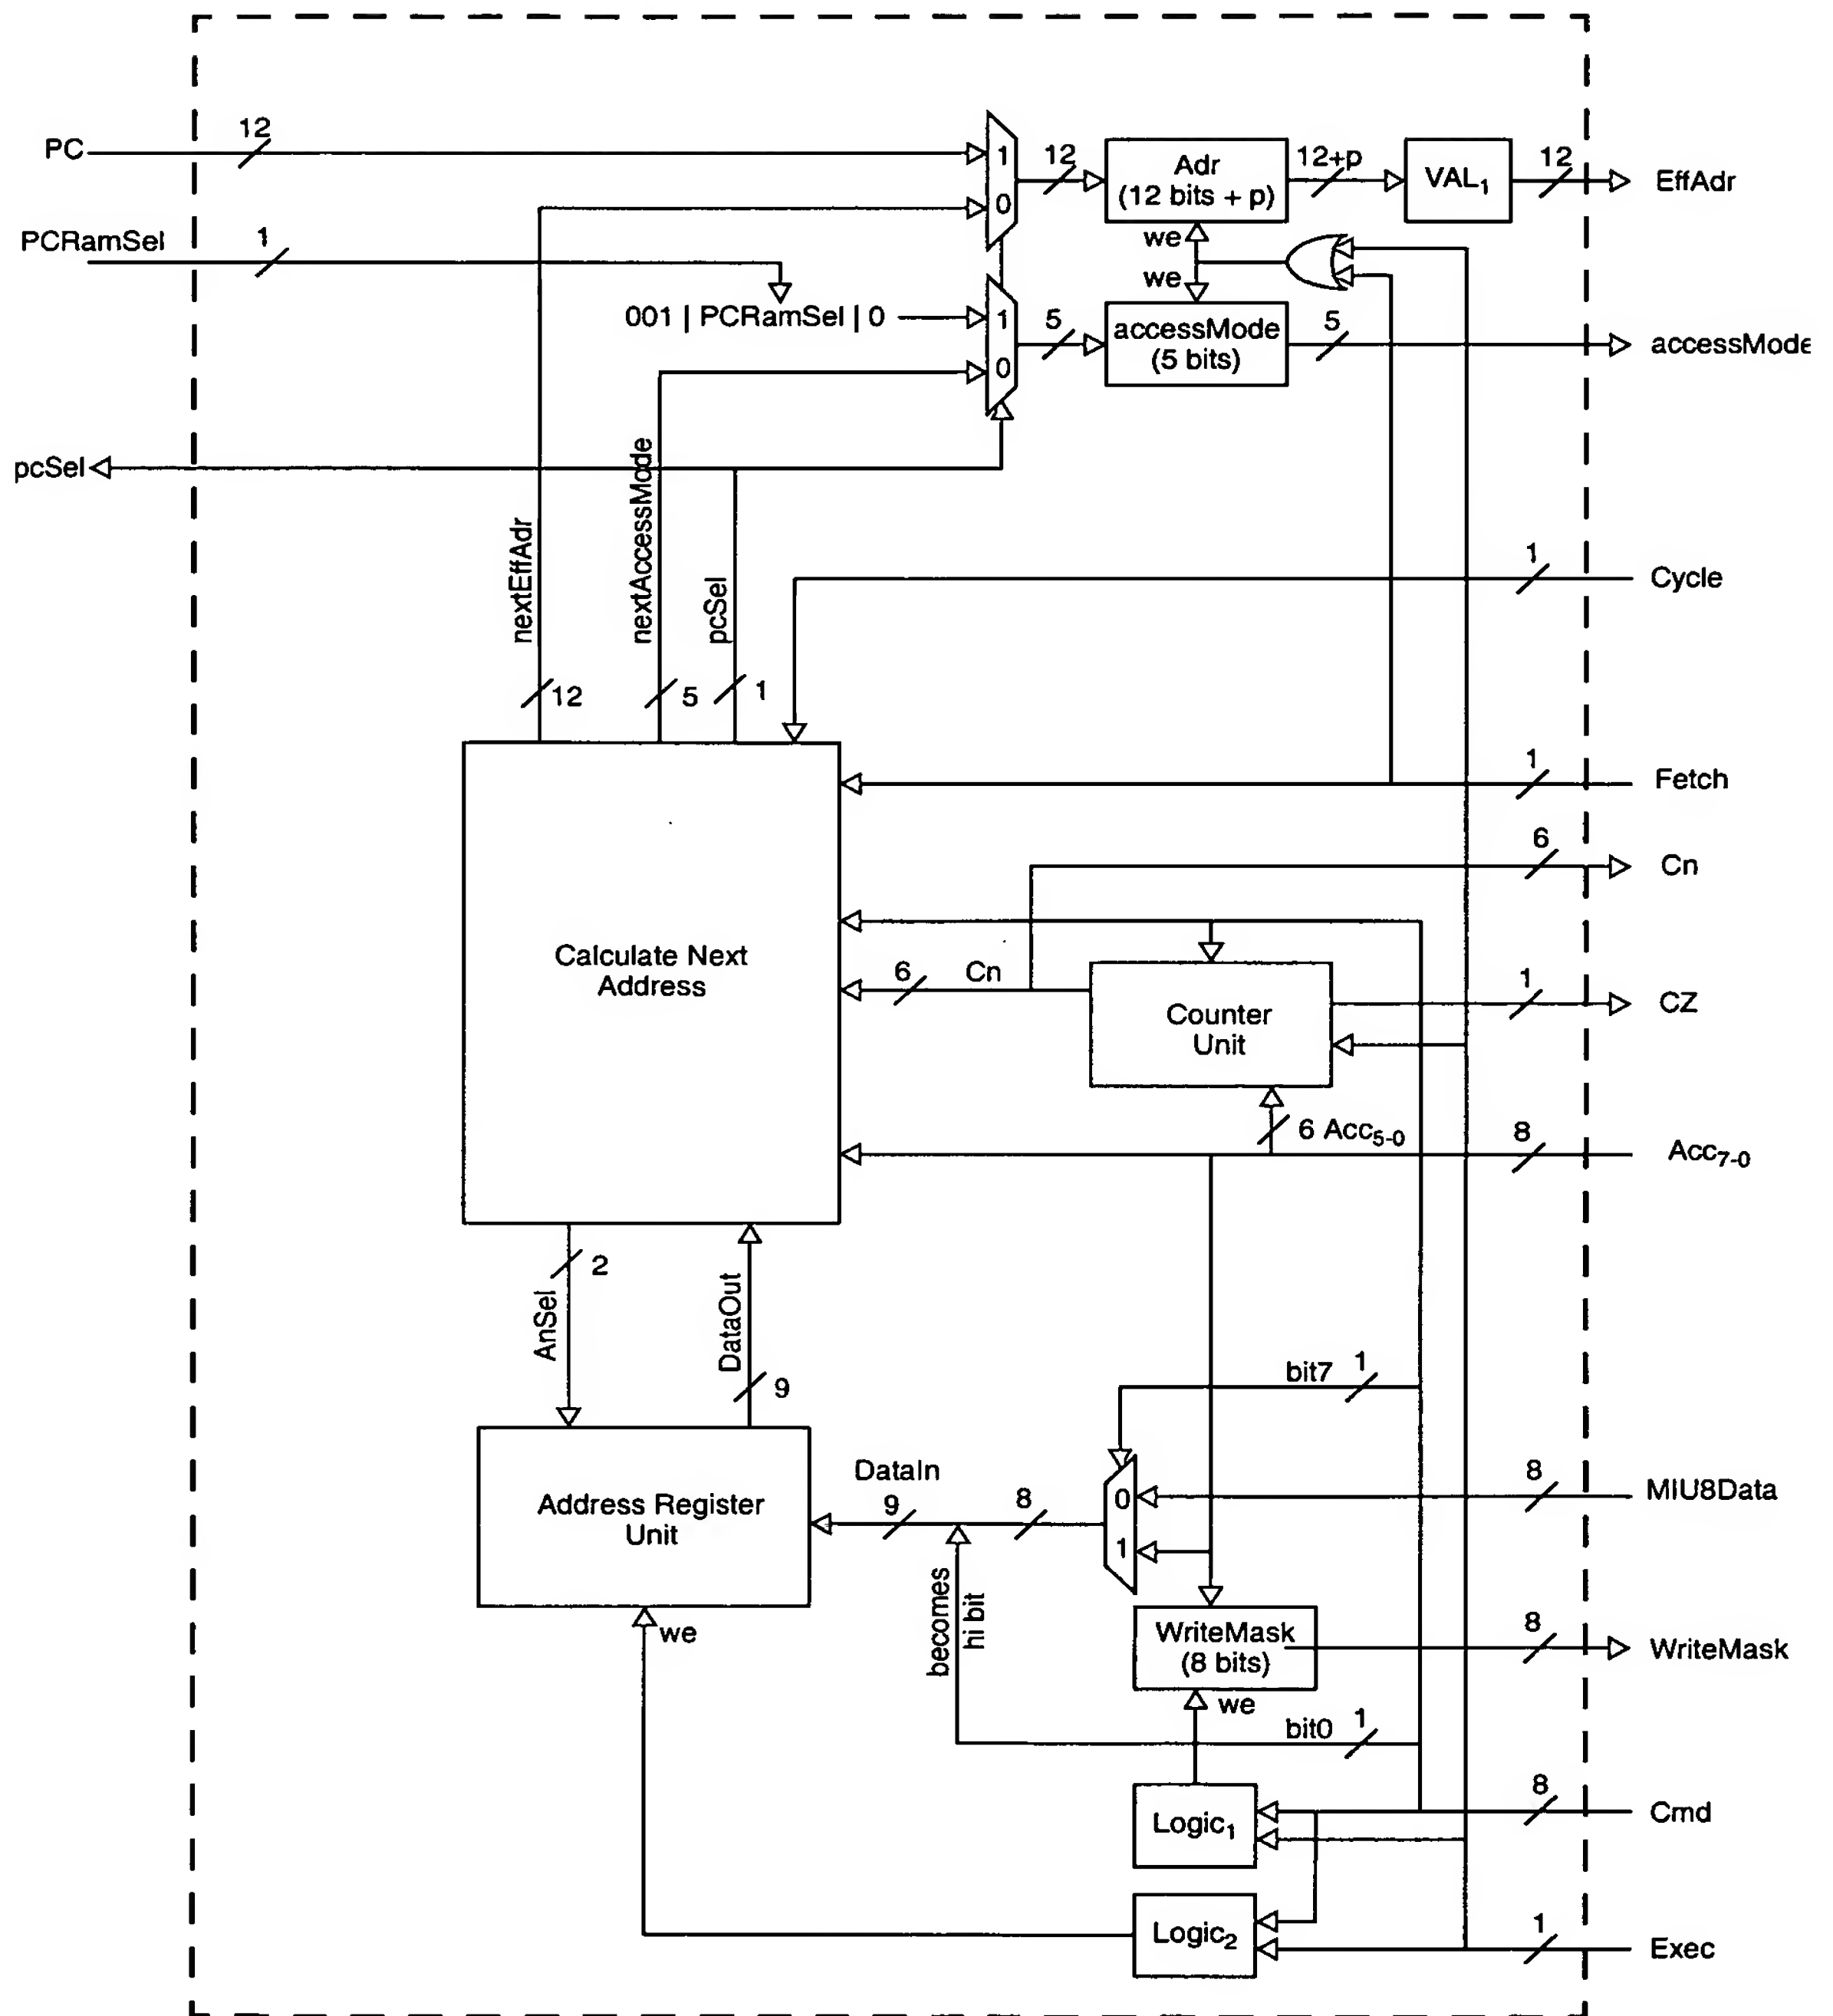 PC
12
1
0
12
Adr
(12 bits + p)
12+p
VAL₁
12
EffAdr
PCRamSel
1
we
we
001 | PCRamSel | 0
1
0
5
accessMode
(5 bits)
5
accessMode
pcSel
nextEffAdr
nextAccessMode
pcSel
12
5
1
1
Cycle
1
Fetch
6
Cn
Calculate Next
Address
6
Cn
Counter
Unit
1
CZ
6 Acc₅₋₀
8
Acc₇₋₀
2
AnSel
DataOut
9
bit7
1
Address Register
Unit
DataIn
9
8
0
1
8
MIU8Data
becomes
hi bit
we
WriteMask
(8 bits)
8
WriteMask
we
bit0
1
Logic₁
8
Cmd
Logic₂
1
Exec